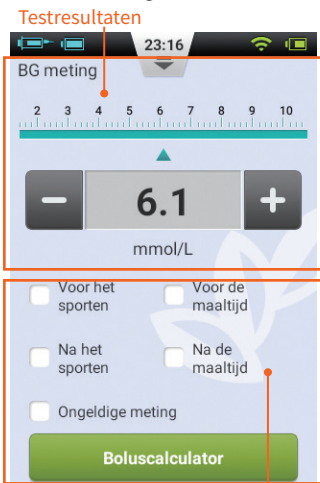 Testresultaten
23:16
BG meting
2 3 4 5 6 7 8 9 10
− 6.1 +
mmol/L
Voor het
sporten
Voor de
maaltijd
Na het
sporten
Na de
maaltijd
Ongeldige meting
Boluscalculator